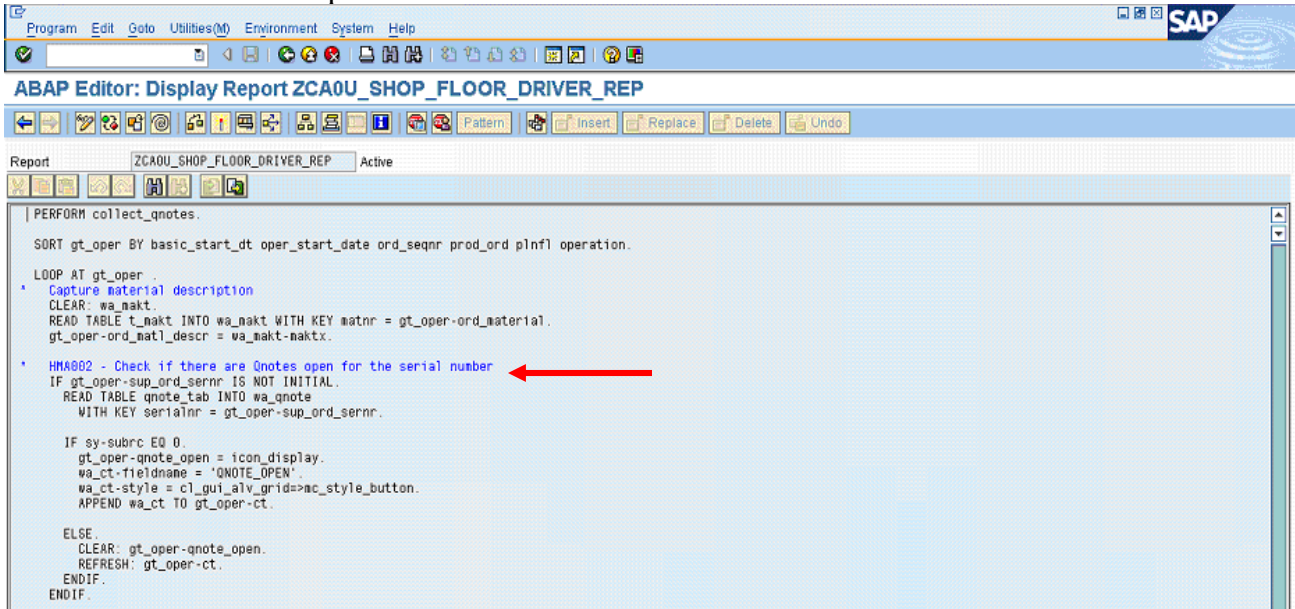 Program Edit Goto Utilities(M) Environment System Help
SAP
ABAP Editor: Display Report ZCA0U_SHOP_FLOOR_DRIVER_REP
Pattern Insert Replace Delete Undo
Report ZCA0U_SHOP_FLOOR_DRIVER_REP Active
PERFORM collect_qnotes.
SORT gt_oper BY basic_start_dt oper_start_date ord_seqnr prod_ord plnfl operation.
LOOP AT gt_oper .
* Capture material description
CLEAR: wa_makt.
READ TABLE t_makt INTO wa_makt WITH KEY matnr = gt_oper-ord_material.
gt_oper-ord_matl_descr = wa_makt-maktx.
* HMA002 - Check if there are Qnotes open for the serial number
IF gt_oper-sup_ord_sernr IS NOT INITIAL.
READ TABLE qnote_tab INTO wa_qnote
WITH KEY serialnr = gt_oper-sup_ord_sernr.
IF sy-subrc EQ 0.
gt_oper-qnote_open = icon_display.
wa_ct-fieldname = 'QNOTE_OPEN'.
wa_ct-style = cl_gui_alv_grid=>mc_style_button.
APPEND wa_ct TO gt_oper-ct.
ELSE.
CLEAR: gt_oper-qnote_open.
REFRESH: gt_oper-ct.
ENDIF.
ENDIF.